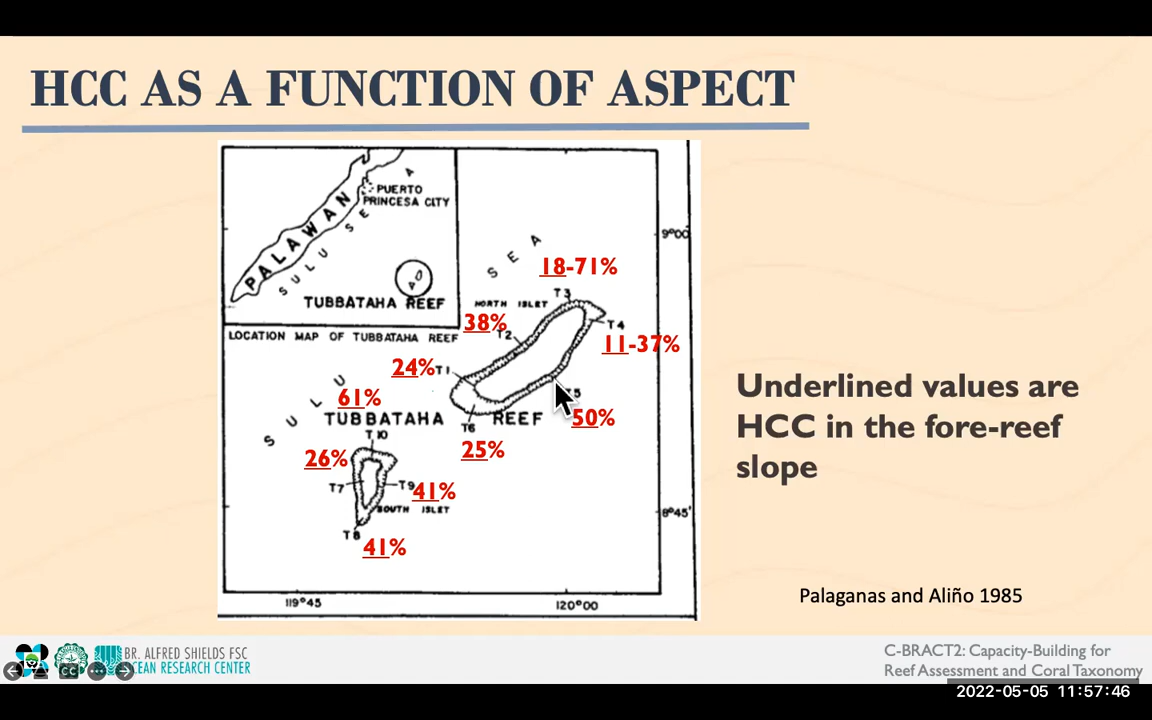 HCC AS A FUNCTION OF ASPECT
PUERTO
PRINCESA CITY
PALAWAN
SULU SEA
TUBBATAHA REEF
LOCATION MAP OF TUBBATAHA REEF
SULU SEA
9°00
18-71%
T3
NORTH ISLET
T4
38%
T2
11-37%
24%
T1
61%
TUBBATAHA REEF
50%
T6
25%
T10
26%
T7
T9
41%
SOUTH ISLET
8°45'
T8
41%
119°45
120°00
Underlined values are
HCC in the fore-reef
slope
Palaganas and Aliño 1985
BR. ALFRED SHIELDS FSC
OCEAN RESEARCH CENTER
C-BRACT2: Capacity-Building for
Reef Assessment and Coral Taxonomy
2022-05-05 11:57:46